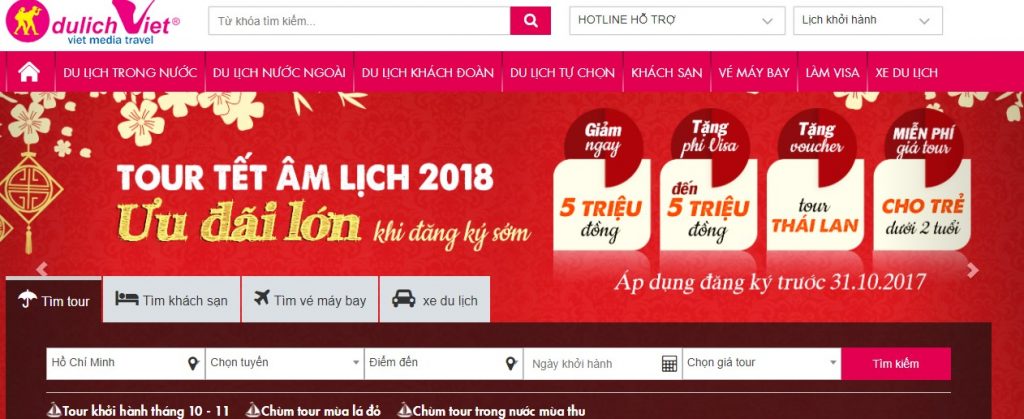 dulich Viet®
viet media travel
Từ khóa tìm kiếm...
HOTLINE HỖ TRỢ
Lịch khởi hành
DU LỊCH TRONG NƯỚC
DU LỊCH NƯỚC NGOÀI
DU LỊCH KHÁCH ĐOÀN
DU LỊCH TỰ CHỌN
KHÁCH SẠN
VÉ MÁY BAY
LÀM VISA
XE DU LỊCH
TOUR TẾT ÂM LỊCH 2018
Ưu đãi lớn khi đăng ký sớm
Giảm
ngay
5 TRIỆU
đồng
Tặng
phí Visa
đến
5 TRIỆU
đồng
Tặng
voucher
tour
THÁI LAN
MIỄN PHÍ
giá tour
CHO TRẺ
dưới 2 tuổi
Áp dụng đăng ký trước 31.10.2017
Tìm tour
Tìm khách sạn
Tìm vé máy bay
xe du lịch
Hồ Chí Minh
Chọn tuyến
Điểm đến
Ngày khởi hành
Chọn giá tour
Tìm kiếm
Tour khởi hành tháng 10 - 11
Chùm tour mùa lá đỏ
Chùm tour trong nước mùa thu